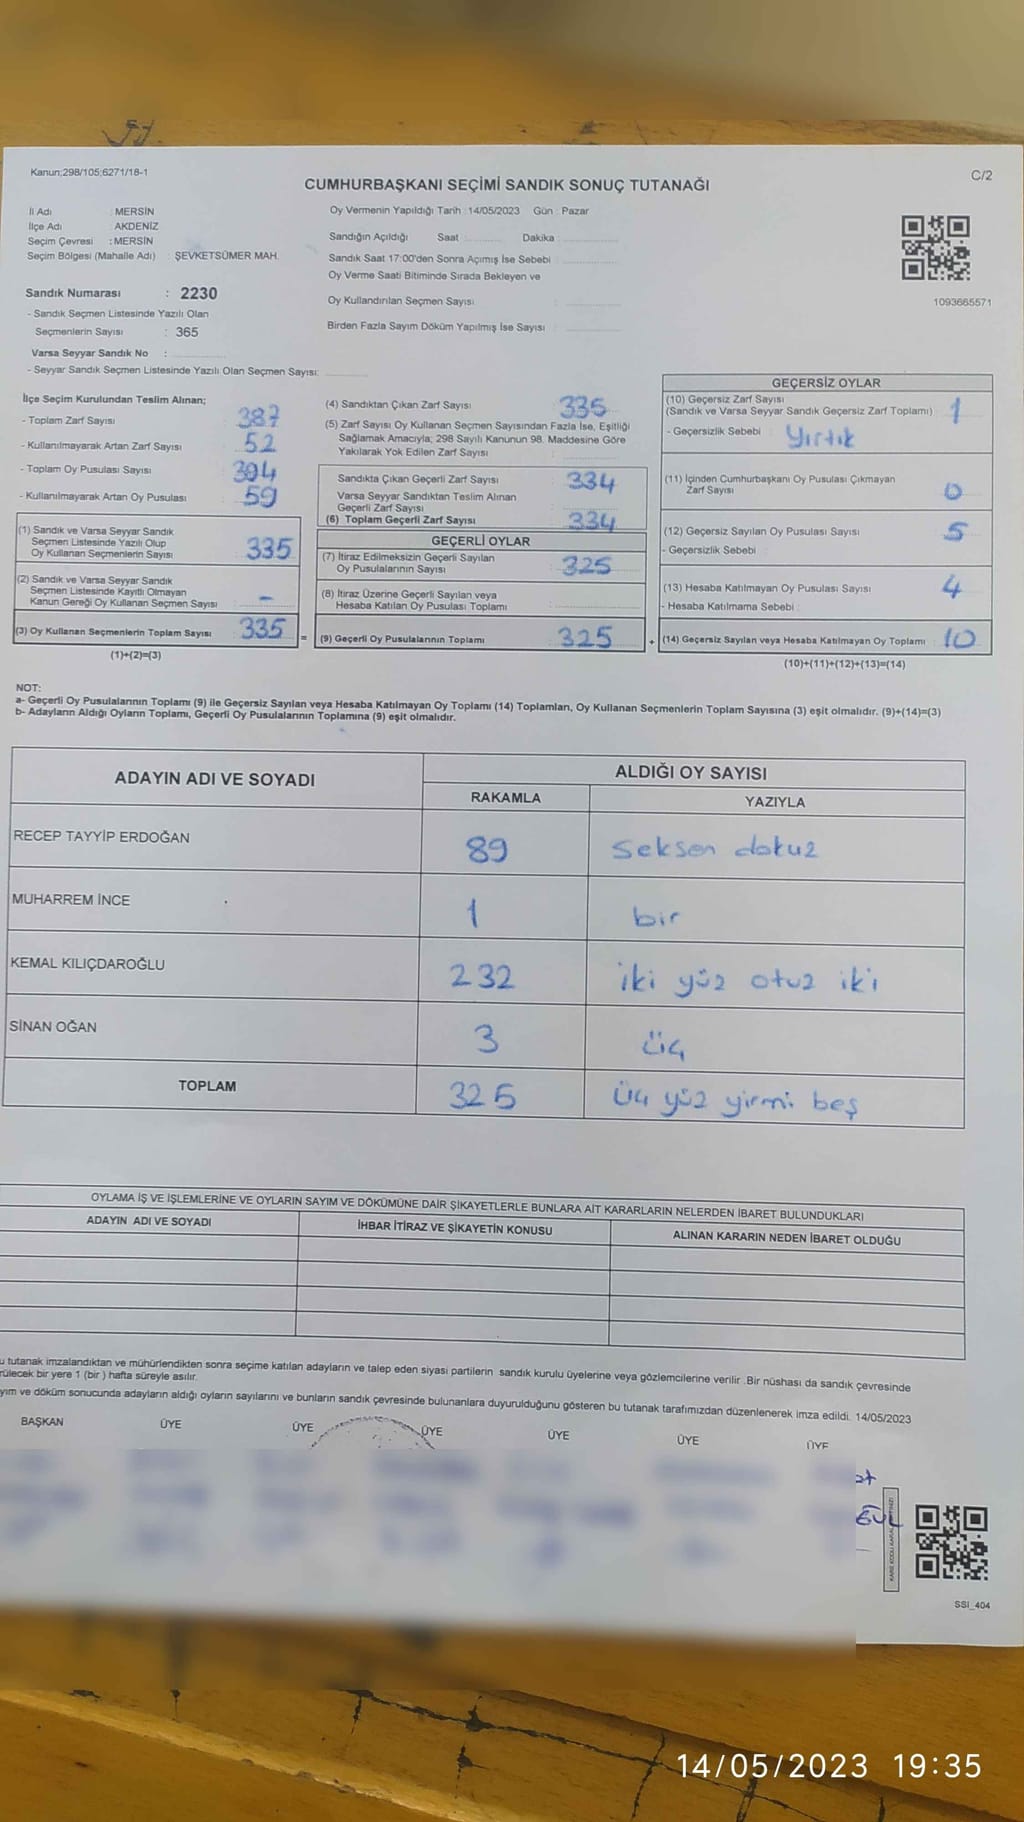 Kanun;298/105;6271/18-1
C/2
CUMHURBAŞKANI SEÇİMİ SANDIK SONUÇ TUTANAĞI
İl Adı : MERSİN
İlçe Adı : AKDENİZ
Seçim Çevresi : MERSİN
Seçim Bölgesi (Mahalle Adı) : ŞEVKETSÜMER MAH.
Sandık Numarası : 2230
- Sandık Seçmen Listesinde Yazılı Olan
Seçmenlerin Sayısı : 365
Varsa Seyyar Sandık No :
- Seyyar Sandık Seçmen Listesinde Yazılı Olan Seçmen Sayısı:
Oy Vermenin Yapıldığı Tarih :14/05/2023 Gün : Pazar
Sandığın Açıldığı Saat Dakika
Sandık Saat 17:00'den Sonra Açımış İse Sebebi :
Oy Verme Saati Bitiminde Sırada Bekleyen ve
Oy Kullandırılan Seçmen Sayısı :
Birden Fazla Sayım Döküm Yapılmış İse Sayısı :
1093665571
İlçe Seçim Kurulundan Teslim Alınan;
- Toplam Zarf Sayısı : 387
- Kullanılmayarak Artan Zarf Sayısı : 52
- Toplam Oy Pusulası Sayısı : 394
- Kullanılmayarak Artan Oy Pusulası : 59
(1) Sandık ve Varsa Seyyar Sandık
Seçmen Listesinde Yazılı Olup
Oy Kullanan Seçmenlerin Sayısı : 335
(2) Sandık ve Varsa Seyyar Sandık
Seçmen Listesinde Kayıtlı Olmayan
Kanun Gereği Oy Kullanan Seçmen Sayısı : -
(3) Oy Kullanan Seçmenlerin Toplam Sayısı : 335 =
(1)+(2)=(3)
(4) Sandıktan Çıkan Zarf Sayısı : 335
(5) Zarf Sayısı Oy Kullanan Seçmen Sayısından Fazla İse, Eşitliği
Sağlamak Amacıyla; 298 Sayılı Kanunun 98. Maddesine Göre
Yakılarak Yok Edilen Zarf Sayısı :
Sandıkta Çıkan Geçerli Zarf Sayısı : 334
Varsa Seyyar Sandıktan Teslim Alınan
Geçerli Zarf Sayısı :
(6) Toplam Geçerli Zarf Sayısı : 334
GEÇERLİ OYLAR
(7) İtiraz Edilmeksizin Geçerli Sayılan
Oy Pusulalarının Sayısı : 325
(8) İtiraz Üzerine Geçerli Sayılan veya
Hesaba Katılan Oy Pusulası Toplamı :
(9) Geçerli Oy Pusulalarının Toplamı : 325 +
GEÇERSİZ OYLAR
(10) Geçersiz Zarf Sayısı
(Sandık ve Varsa Seyyar Sandık Geçersiz Zarf Toplamı) : 1
- Geçersizlik Sebebi : Yırtık
(11) İçinden Cumhurbaşkanı Oy Pusulası Çıkmayan
Zarf Sayısı : 0
(12) Geçersiz Sayılan Oy Pusulası Sayısı : 5
- Geçersizlik Sebebi :
(13) Hesaba Katılmayan Oy Pusulası Sayısı : 4
- Hesaba Katılmama Sebebi :
(14) Geçersiz Sayılan veya Hesaba Katılmayan Oy Toplamı : 10
(10)+(11)+(12)+(13)=(14)
NOT:
a- Geçerli Oy Pusulalarının Toplamı (9) ile Geçersiz Sayılan veya Hesaba Katılmayan Oy Toplamı (14) Toplamları, Oy Kullanan Seçmenlerin Toplam Sayısına (3) eşit olmalıdır. (9)+(14)=(3)
b- Adayların Aldığı Oyların Toplamı, Geçerli Oy Pusulalarının Toplamına (9) eşit olmalıdır.
ADAYIN ADI VE SOYADI
ALDIĞI OY SAYISI
RAKAMLA YAZIYLA
RECEP TAYYİP ERDOĞAN 89 seksen dokuz
MUHARREM İNCE 1 bir
KEMAL KILIÇDAROĞLU 232 iki yüz otuz iki
SİNAN OĞAN 3 üç
TOPLAM 325 üç yüz yirmi beş
OYLAMA İŞ VE İŞLEMLERİNE VE OYLARIN SAYIM VE DÖKÜMÜNE DAİR ŞİKAYETLERLE BUNLARA AİT KARARLARIN NELERDEN İBARET BULUNDUKLARI
ADAYIN ADI VE SOYADI İHBAR İTİRAZ VE ŞİKAYETİN KONUSU ALINAN KARARIN NEDEN İBARET OLDUĞU
u tutanak imzalandıktan ve mühürlendikten sonra seçime katılan adayların ve talep eden siyasi partilerin sandık kurulu üyelerine veya gözlemcilerine verilir .Bir nüshası da sandık çevresinde
rülecek bir yere 1 (bir ) hafta süreyle asılır.
yım ve döküm sonucunda adayların aldığı oyların sayılarını ve bunların sandık çevresinde bulunanlara duyurulduğunu gösteren bu tutanak tarafımızdan düzenlenerek imza edildi. 14/05/2023
BAŞKAN ÜYE ÜYE ÜYE ÜYE ÜYE ÜYE
SSI_404
14/05/2023 19:35